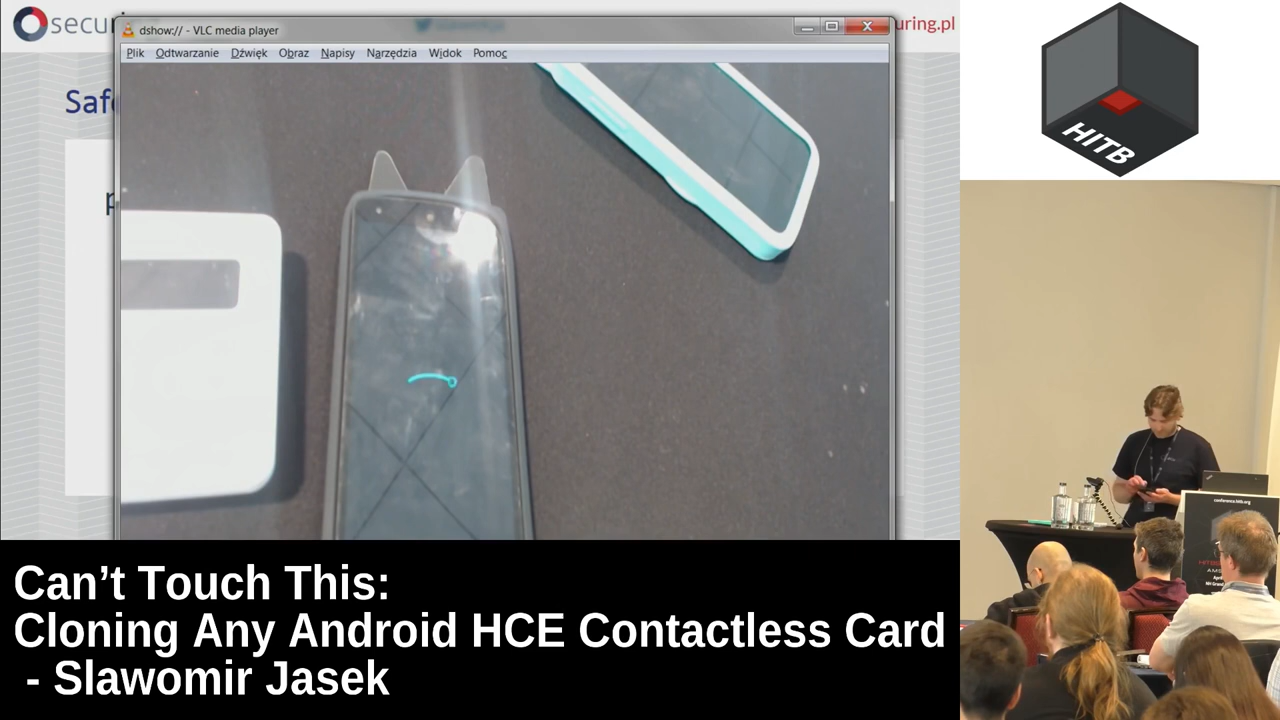 secu
uring.pl
dshow:// - VLC media player
Plik Odtwarzanie Dźwięk Obraz Napisy Narzędzia Widok Pomoc
Safe
HITB
conference.hitb.org
Can’t Touch This:
Cloning Any Android HCE Contactless Card
- Slawomir Jasek